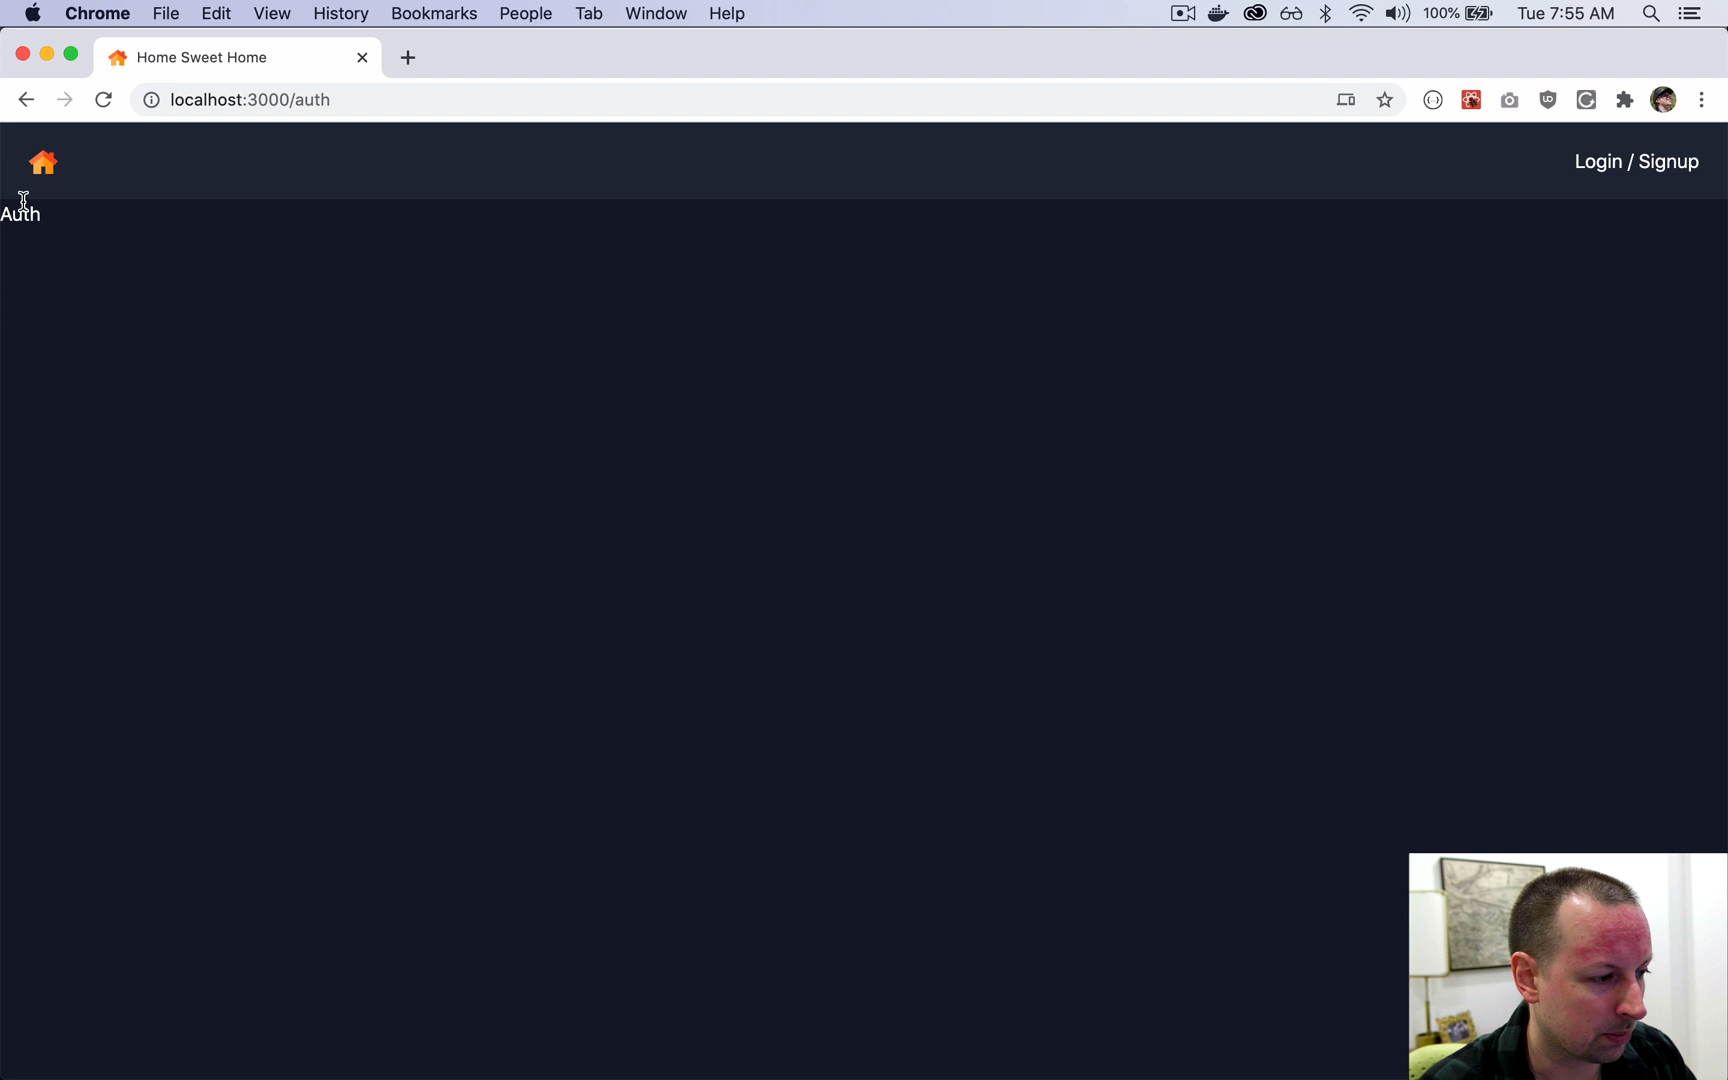 Chrome File Edit View History Bookmarks People Tab Window Help 100% Tue 7:55 AM
Home Sweet Home
localhost:3000/auth
Login / Signup
Auth